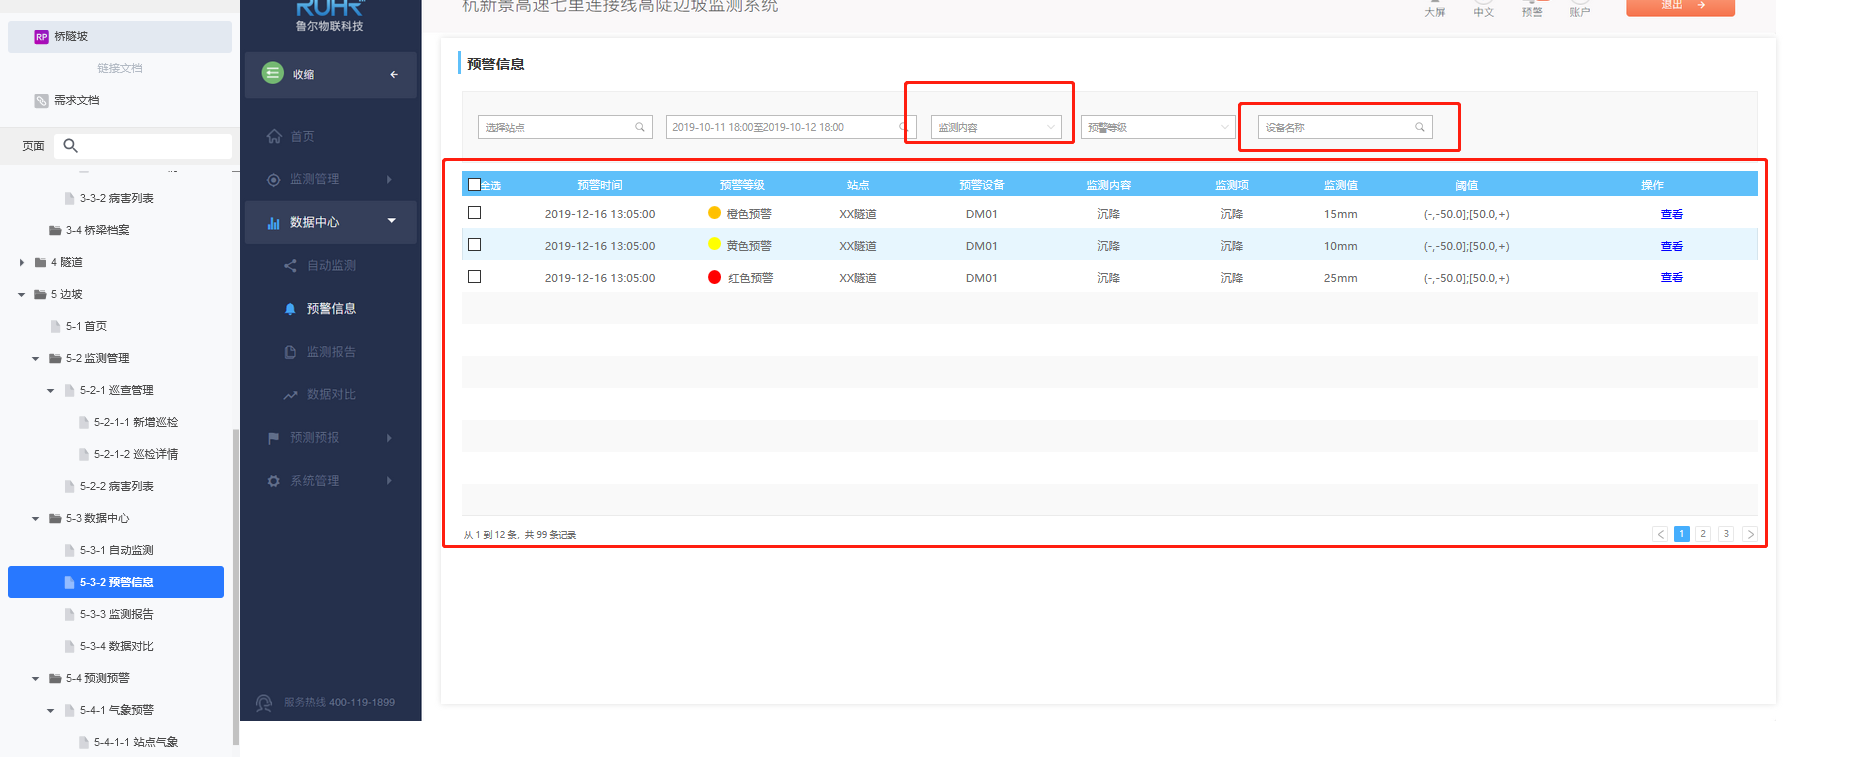 RP 桥隧坡
链接文档
需求文档
页面
3-3-2 病害列表
3-4 桥梁档案
4 隧道
5 边坡
5-1 首页
5-2 监测管理
5-2-1 巡查管理
5-2-1-1 新增巡检
5-2-1-2 巡检详情
5-2-2 病害列表
5-3 数据中心
5-3-1 自动监测
5-3-2 预警信息
5-3-3 监测报告
5-3-4 数据对比
5-4 预测预警
5-4-1 气象预警
5-4-1-1 站点气象
RUHR
鲁尔物联科技
收缩
首页
监测管理
数据中心
自动监测
预警信息
监测报告
数据对比
预测预报
系统管理
服务热线 400-119-1899
杭新景高速七里连接线高陡边坡监测系统
大屏 中文 预警 账户 退出
预警信息
选择站点 2019-10-11 18:00至2019-10-12 18:00 监测内容 预警等级 设备名称
全选 预警时间 预警等级 站点 预警设备 监测内容 监测项 监测值 阈值 操作
2019-12-16 13:05:00 橙色预警 XX隧道 DM01 沉降 沉降 15mm (-,-50.0];[50.0,+) 查看
2019-12-16 13:05:00 黄色预警 XX隧道 DM01 沉降 沉降 10mm (-,-50.0];[50.0,+) 查看
2019-12-16 13:05:00 红色预警 XX隧道 DM01 沉降 沉降 25mm (-,-50.0];[50.0,+) 查看
从 1 到 12 条，共 99 条记录 < 1 2 3 >